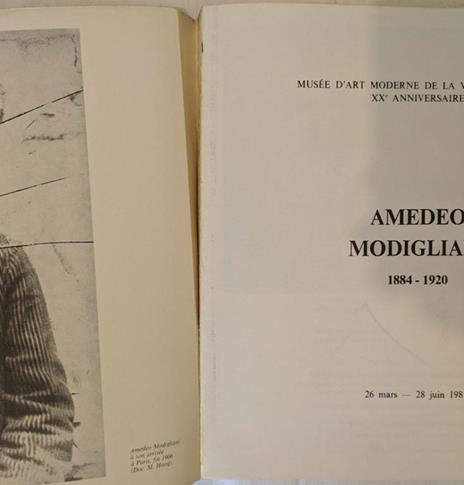 Amedeo Modigliani
à son arrivée
à Paris, fin 1906
(Doc. M. Hoog)
MUSÉE D'ART MODERNE DE LA V
XXe ANNIVERSAIRE
AMEDEO
MODIGLIA
1884 - 1920
26 mars — 28 juin 198